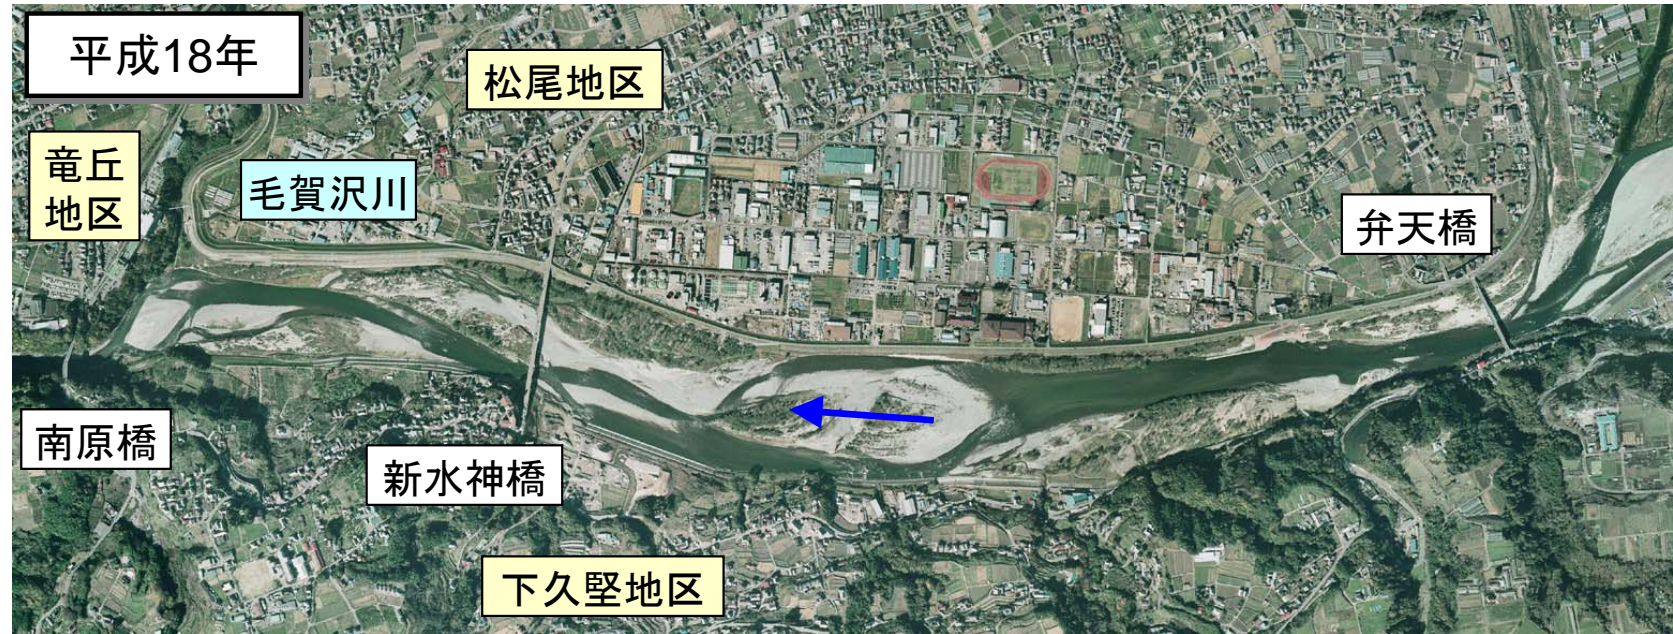 平成18年
松尾地区
竜丘
地区
毛賀沢川
弁天橋
南原橋
新水神橋
下久堅地区